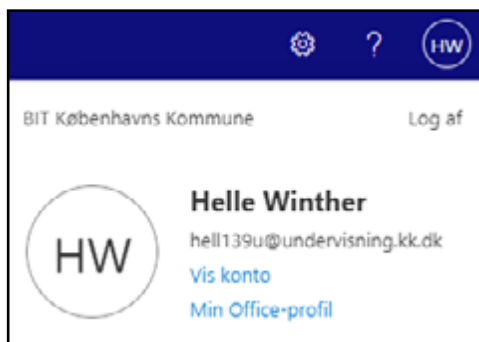 ? HW
BIT Københavns Kommune Log af
HW
Helle Winther
hell139u@undervisning.kk.dk
Vis konto
Min Office-profil